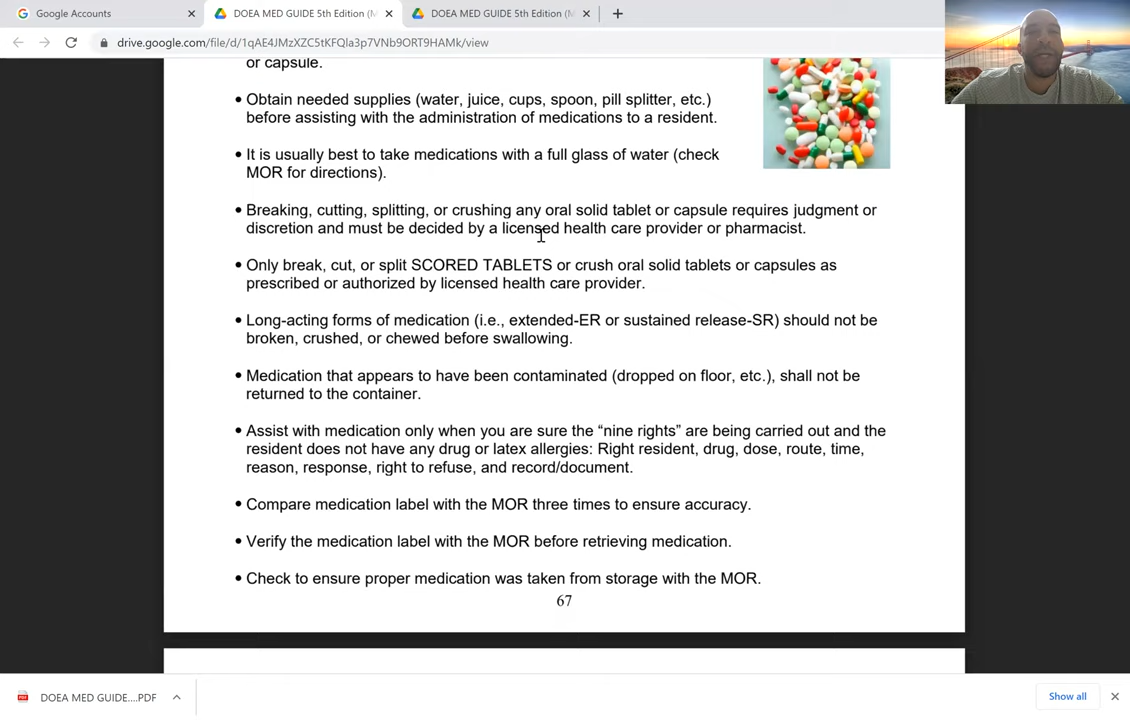 Google Accounts
DOEA MED GUIDE 5th Edition (M
DOEA MED GUIDE 5th Edition (M
drive.google.com/file/d/1qAE4JMzXZC5tKFQla3p7VNb9ORT9HAMk/view
or capsule.
• Obtain needed supplies (water, juice, cups, spoon, pill splitter, etc.)
before assisting with the administration of medications to a resident.
• It is usually best to take medications with a full glass of water (check
MOR for directions).
• Breaking, cutting, splitting, or crushing any oral solid tablet or capsule requires judgment or
discretion and must be decided by a licensed health care provider or pharmacist.
• Only break, cut, or split SCORED TABLETS or crush oral solid tablets or capsules as
prescribed or authorized by licensed health care provider.
• Long-acting forms of medication (i.e., extended-ER or sustained release-SR) should not be
broken, crushed, or chewed before swallowing.
• Medication that appears to have been contaminated (dropped on floor, etc.), shall not be
returned to the container.
• Assist with medication only when you are sure the “nine rights” are being carried out and the
resident does not have any drug or latex allergies: Right resident, drug, dose, route, time,
reason, response, right to refuse, and record/document.
• Compare medication label with the MOR three times to ensure accuracy.
• Verify the medication label with the MOR before retrieving medication.
• Check to ensure proper medication was taken from storage with the MOR.
67
DOEA MED GUIDE....PDF
Show all